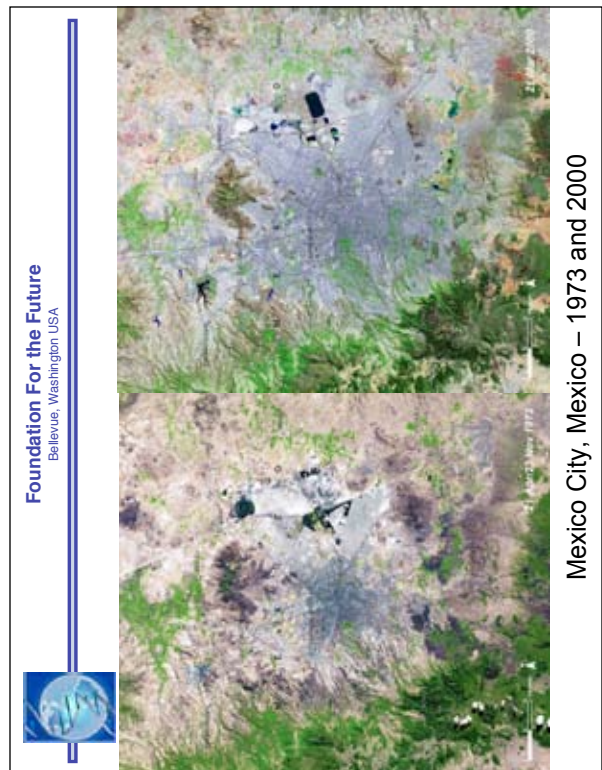 Foundation For the Future
Bellevue, Washington USA
Mexico City, Mexico – 1973 and 2000